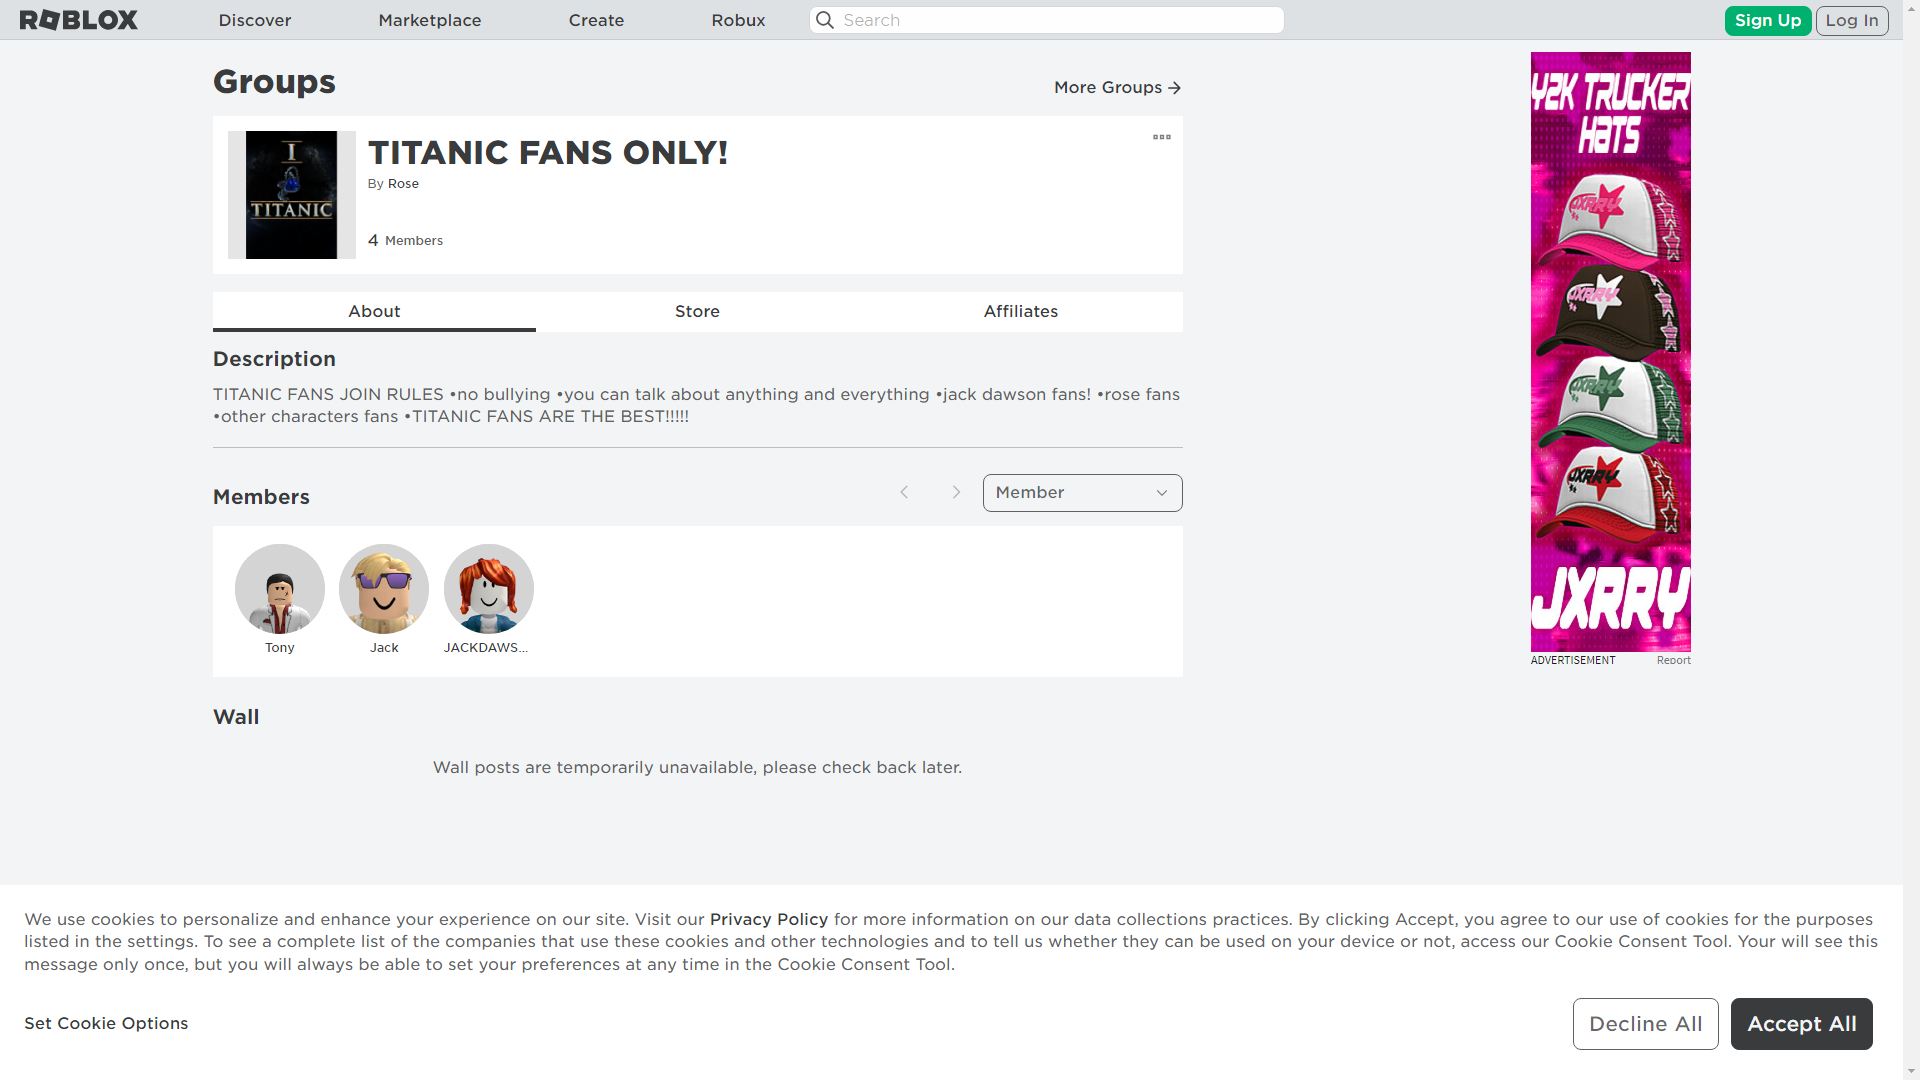 ROBLOX
Discover
Marketplace
Create
Robux
Search
Sign Up
Log In
Groups
More Groups
I
TITANIC
TITANIC FANS ONLY!
By Rose
4 Members
About
Store
Affiliates
Description
TITANIC FANS JOIN RULES •no bullying •you can talk about anything and everything •jack dawson fans! •rose fans
•other characters fans •TITANIC FANS ARE THE BEST!!!!!
Members
Member
Tony
Jack
JACKDAWS...
Wall
Wall posts are temporarily unavailable, please check back later.
Y2K TRUCKER
HATS
JXRRY
JXRRY
JXRRY
JXRRY
JXRRY
ADVERTISEMENT
Report
We use cookies to personalize and enhance your experience on our site. Visit our Privacy Policy for more information on our data collections practices. By clicking Accept, you agree to our use of cookies for the purposes
listed in the settings. To see a complete list of the companies that use these cookies and other technologies and to tell us whether they can be used on your device or not, access our Cookie Consent Tool. Your will see this
message only once, but you will always be able to set your preferences at any time in the Cookie Consent Tool.
Set Cookie Options
Decline All
Accept All